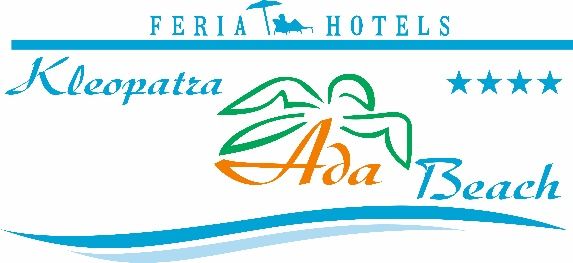 FERIA HOTELS
Kleopatra
Ada
Beach